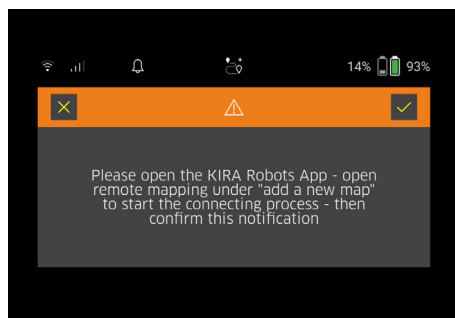 14% 93%
Please open the KIRA Robots App - open
remote mapping under "add a new map"
to start the connecting process - then
confirm this notification